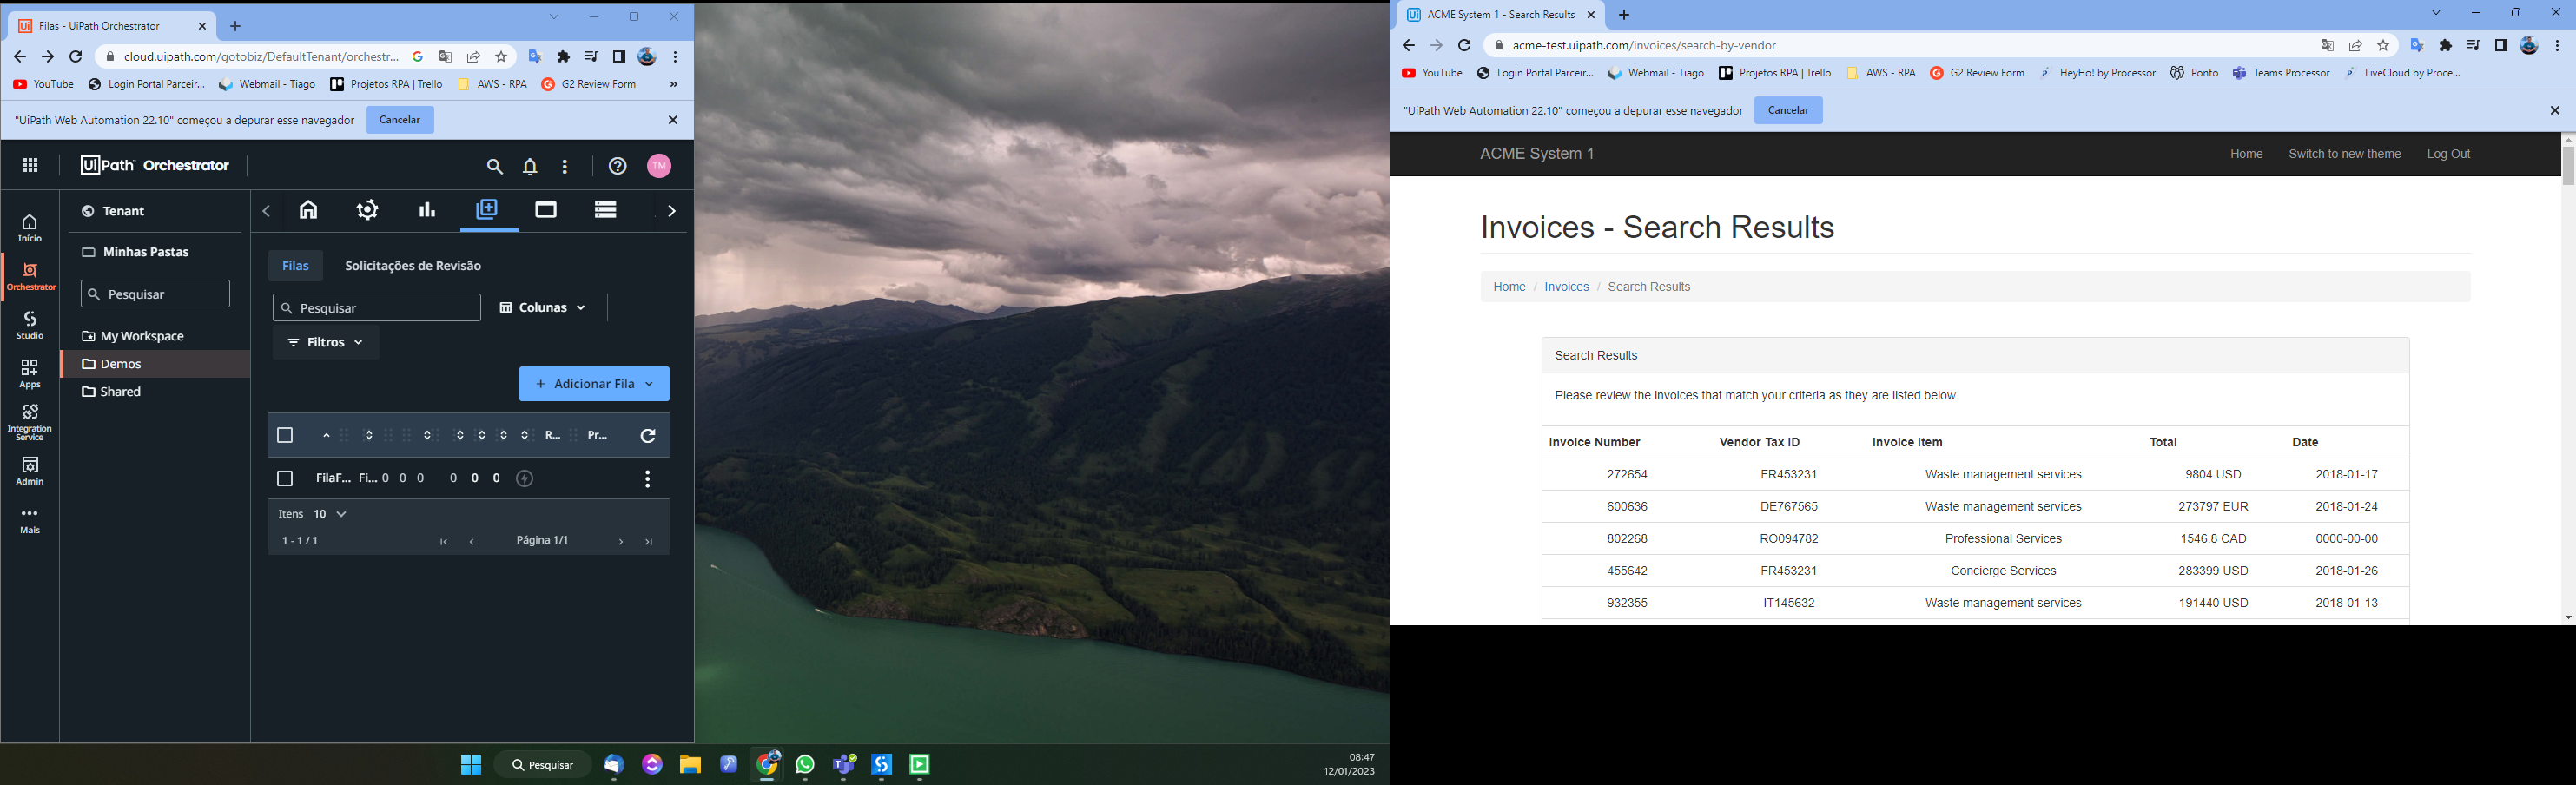 Filas - UiPath Orchestrator
cloud.uipath.com/gotobiz/DefaultTenant/orchestr...
YouTube Login Portal Parceir... Webmail - Tiago Projetos RPA | Trello AWS - RPA G2 Review Form »
"UiPath Web Automation 22.10" começou a depurar esse navegador Cancelar
UiPath Orchestrator TM
Início
Orchestrator
Studio
Apps
Integration Service
Admin
Mais
Tenant
Minhas Pastas
Pesquisar
My Workspace
Demos
Shared
Filas Solicitações de Revisão
Pesquisar Colunas
Filtros
+ Adicionar Fila
R... Pr...
FilaF... Fi... 0 0 0 0 0 0
Itens 10
1 - 1 / 1 Página 1/1
Pesquisar
08:47
12/01/2023
ACME System 1 - Search Results
acme-test.uipath.com/invoices/search-by-vendor
YouTube Login Portal Parceir... Webmail - Tiago Projetos RPA | Trello AWS - RPA G2 Review Form HeyHo! by Processor Ponto Teams Processor LiveCloud by Proce...
"UiPath Web Automation 22.10" começou a depurar esse navegador Cancelar
ACME System 1 Home Switch to new theme Log Out
Invoices - Search Results
Home / Invoices / Search Results
Search Results
Please review the invoices that match your criteria as they are listed below.
Invoice Number Vendor Tax ID Invoice Item Total Date
272654 FR453231 Waste management services 9804 USD 2018-01-17
600636 DE767565 Waste management services 273797 EUR 2018-01-24
802268 RO094782 Professional Services 1546.8 CAD 0000-00-00
455642 FR453231 Concierge Services 283399 USD 2018-01-26
932355 IT145632 Waste management services 191440 USD 2018-01-13